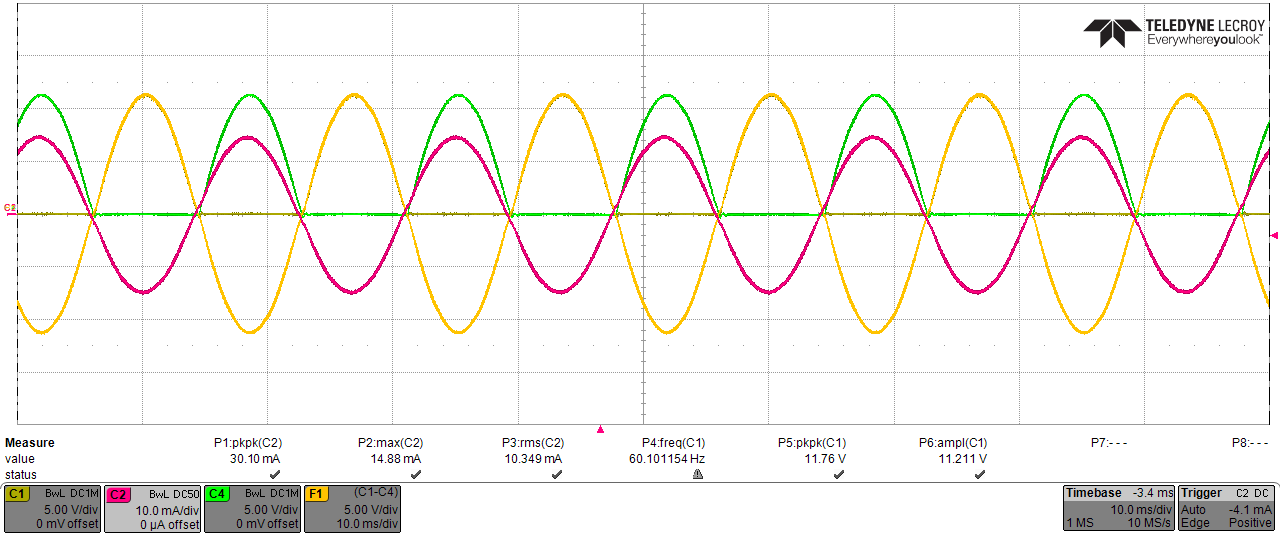 TELEDYNE LECROY
Everywhereyoulook™
C2
Measure P1:pkpk(C2) P2:max(C2) P3:rms(C2) P4:freq(C1) P5:pkpk(C1) P6:ampl(C1) P7:--- P8:---
value 30.10 mA 14.88 mA 10.349 mA 60.101154 Hz 11.76 V 11.211 V
status
C1 BwL DC1M
5.00 V/div
0 mV offset
C2 BwL DC50
10.0 mA/div
0 µA offset
C4 BwL DC1M
5.00 V/div
0 mV offset
F1 (C1-C4)
5.00 V/div
10.0 ms/div
Timebase -3.4 ms
10.0 ms/div
1 MS 10 MS/s
Trigger C2 DC
Auto -4.1 mA
Edge Positive